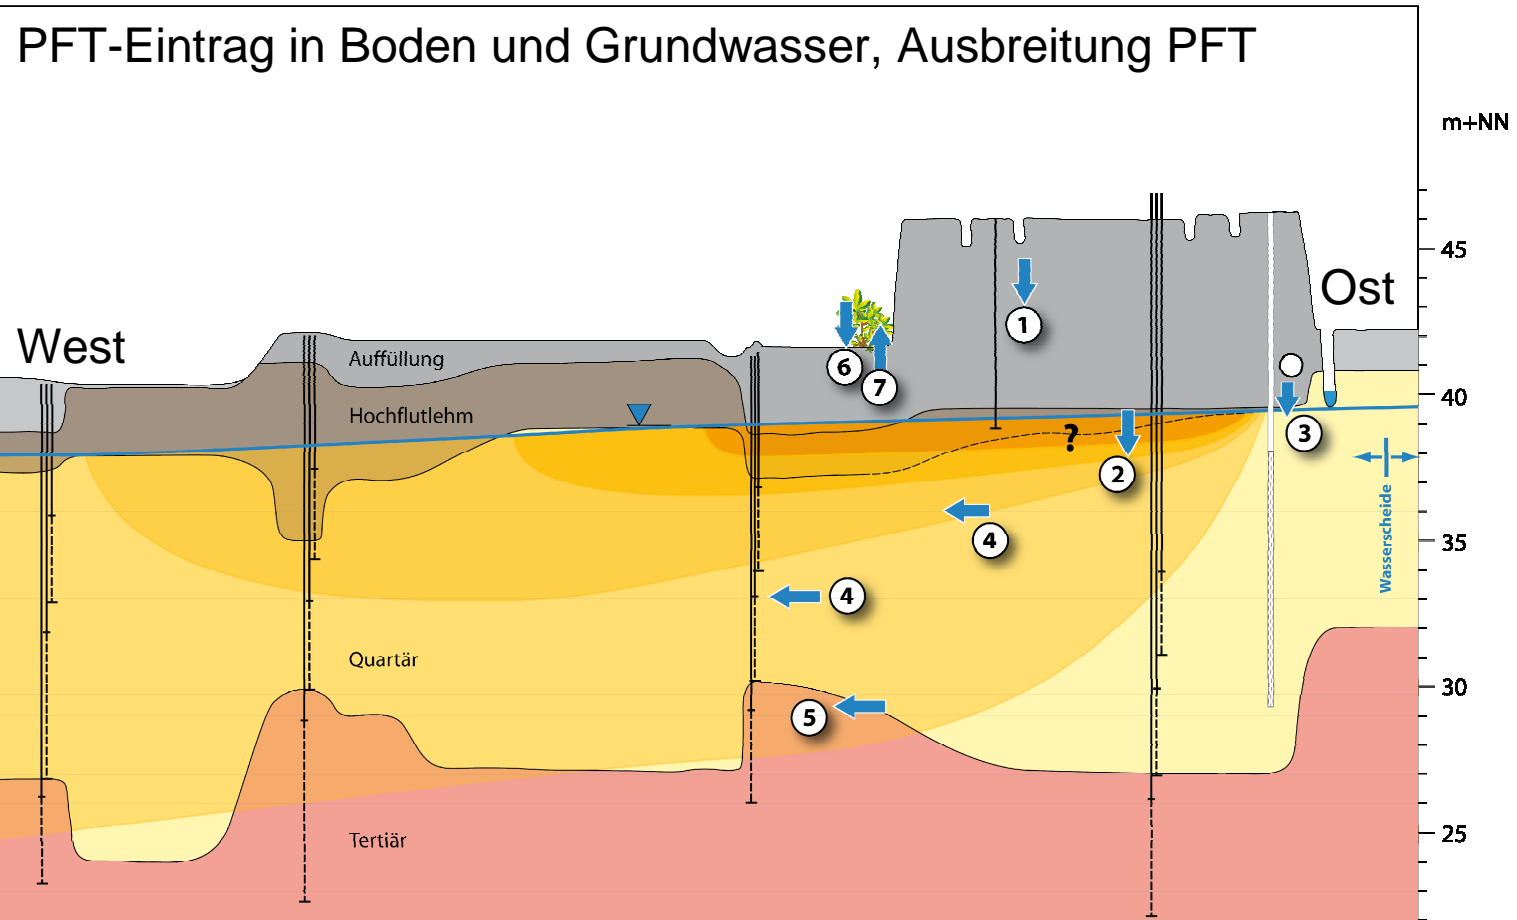 PFT-Eintrag in Boden und Grundwasser, Ausbreitung PFT
m+NN
45
Ost
West
1
Auffüllung
6
7
40
Hochflutlehm
?
3
2
Wasserscheide
4
35
4
Quartär
30
5
25
Tertiär